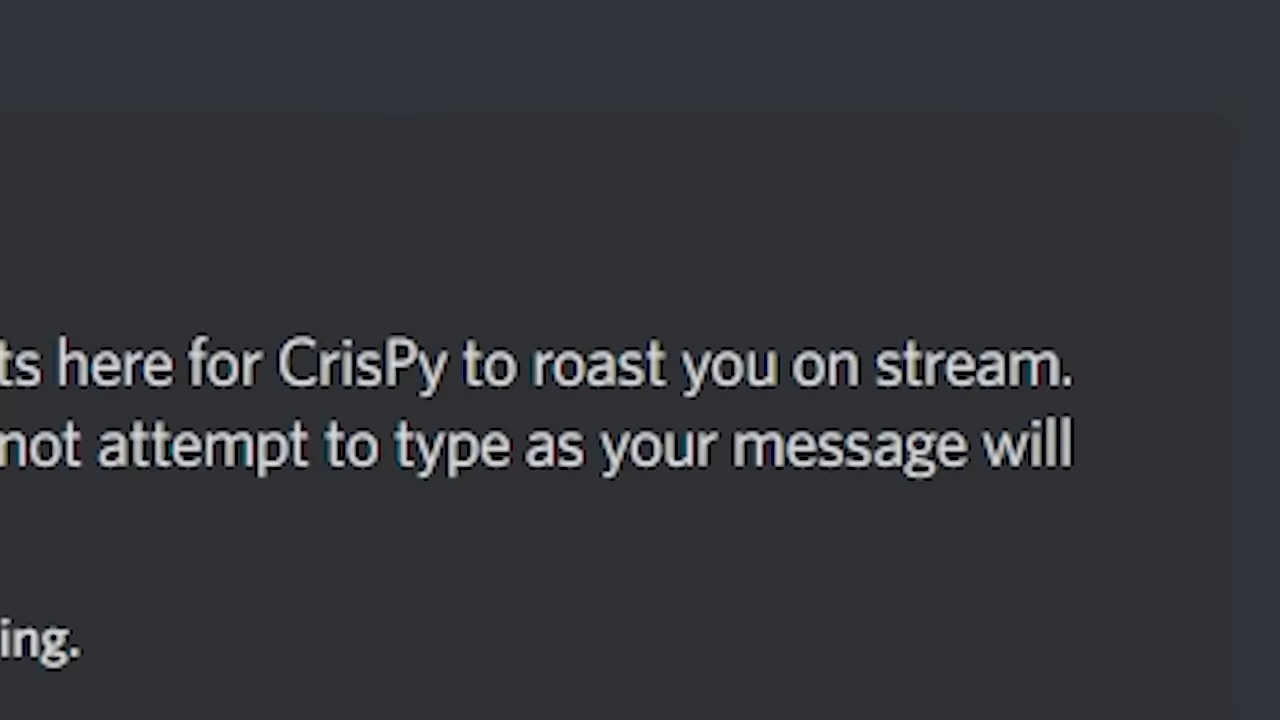 ts here for CrisPy to roast you on stream.
not attempt to type as your message will
ing.